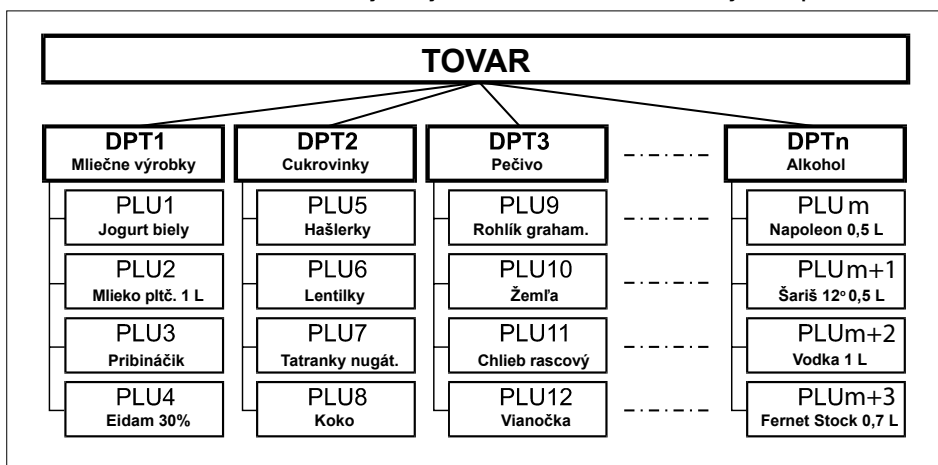 TOVAR
DPT1
Mliečne výrobky
PLU1
Jogurt biely
PLU2
Mlieko pltč. 1 L
PLU3
Pribináčik
PLU4
Eidam 30%
DPT2
Cukrovinky
PLU5
Hašlerky
PLU6
Lentilky
PLU7
Tatranky nugát.
PLU8
Koko
DPT3
Pečivo
PLU9
Rohlík graham.
PLU10
Žemľa
PLU11
Chlieb rascový
PLU12
Vianočka
DPTn
Alkohol
PLU m
Napoleon 0,5 L
PLUm+1
Šariš 12º 0,5 L
PLUm+2
Vodka 1 L
PLUm+3
Fernet Stock 0,7 L